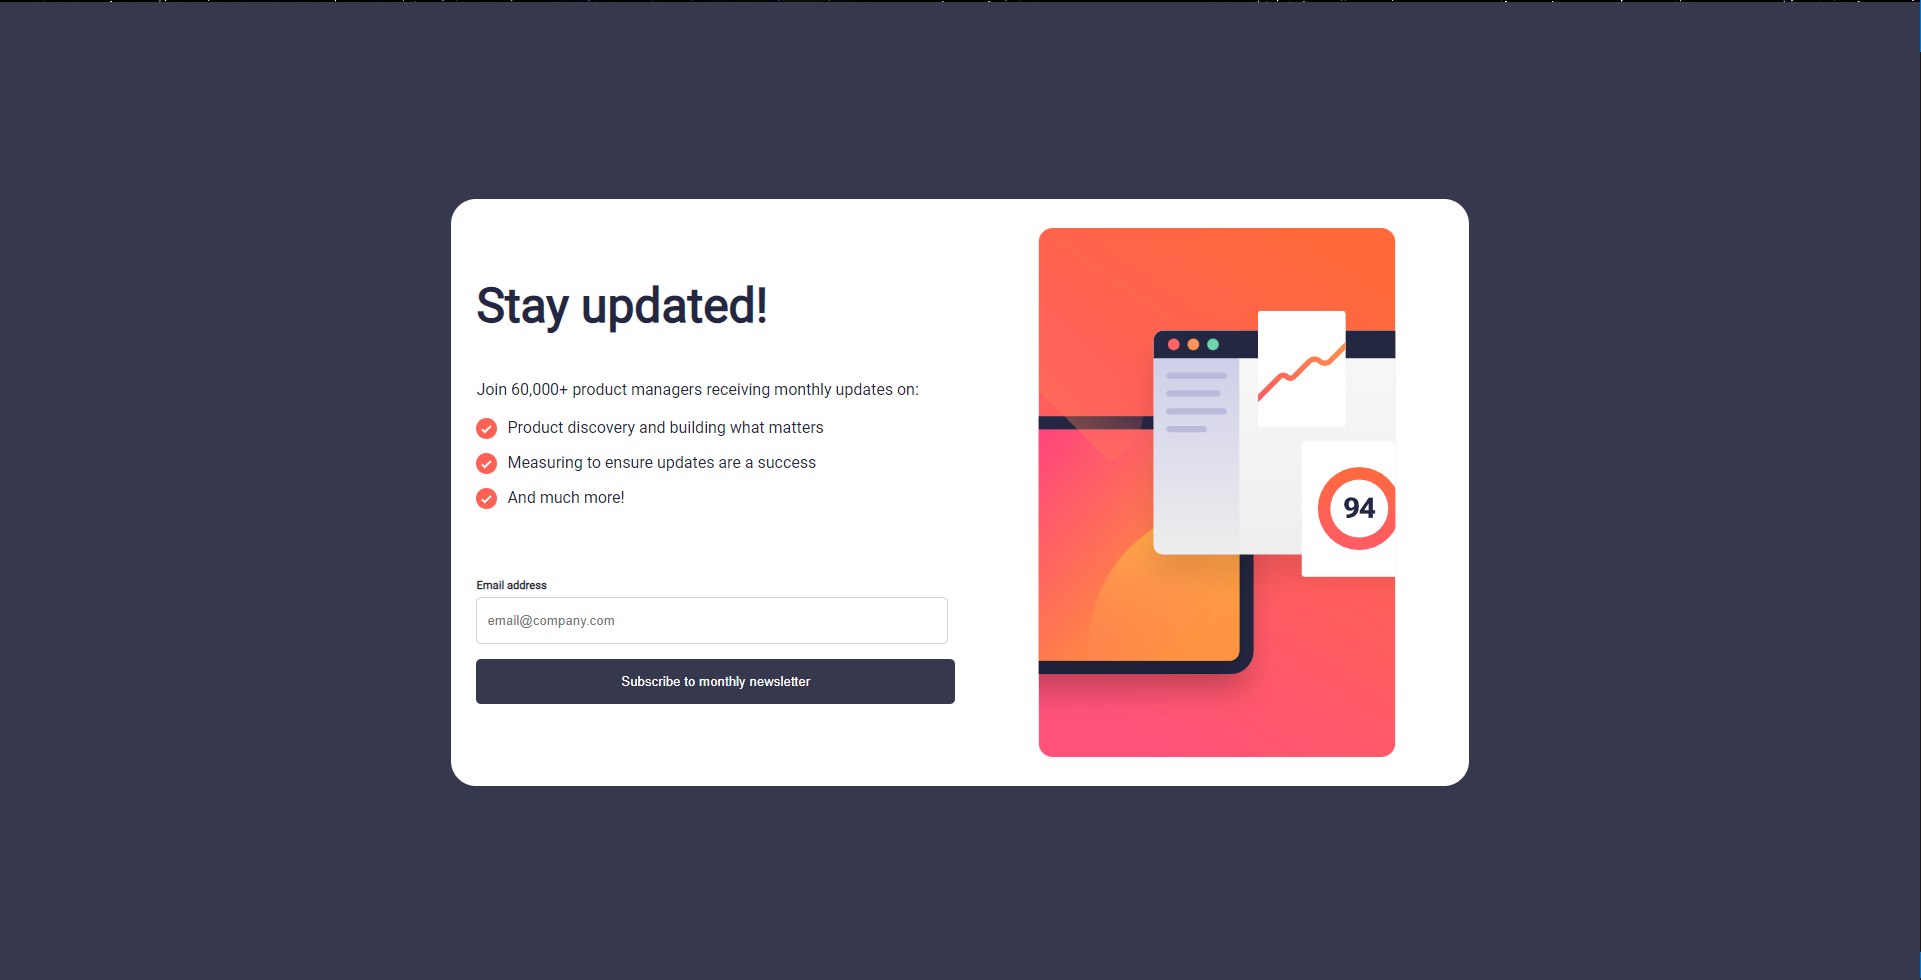 Stay updated!
Join 60,000+ product managers receiving monthly updates on:
Product discovery and building what matters
Measuring to ensure updates are a success
And much more!
Email address
email@company.com
Subscribe to monthly newsletter
94